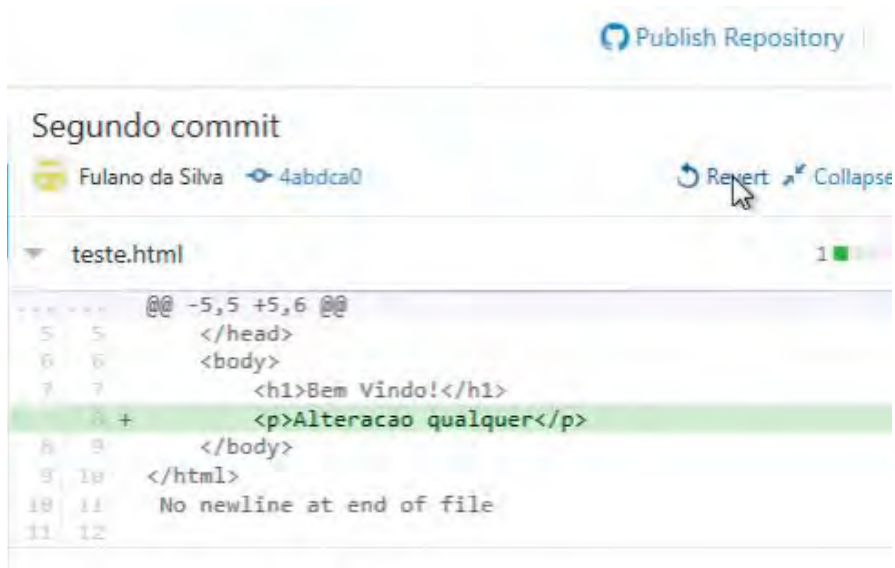 Publish Repository
Segundo commit
Fulano da Silva 4abdca0 Revert Collapse
teste.html 1
... ... @@ -5,5 +5,6 @@
5 5 </head>
6 6 <body>
7 7 <h1>Bem Vindo!</h1>
8 + <p>Alteracao qualquer</p>
8 9 </body>
9 10 </html>
10 11 No newline at end of file
11 12